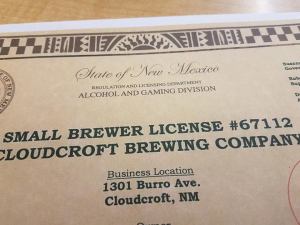 State of New Mexico
REGULATION AND LICENSING DEPARTMENT
ALCOHOL AND GAMING DIVISION
SMALL BREWER LICENSE #67112
CLOUDCROFT BREWING COMPANY
Business Location
1301 Burro Ave.
Cloudcroft, NM